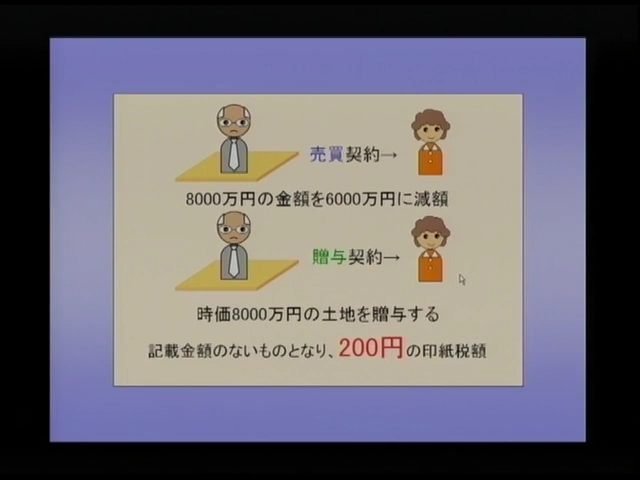 売買契約→
8000万円の金額を6000万円に減額
贈与契約→
時価8000万円の土地を贈与する
記載金額のないものとなり、200円の印紙税額